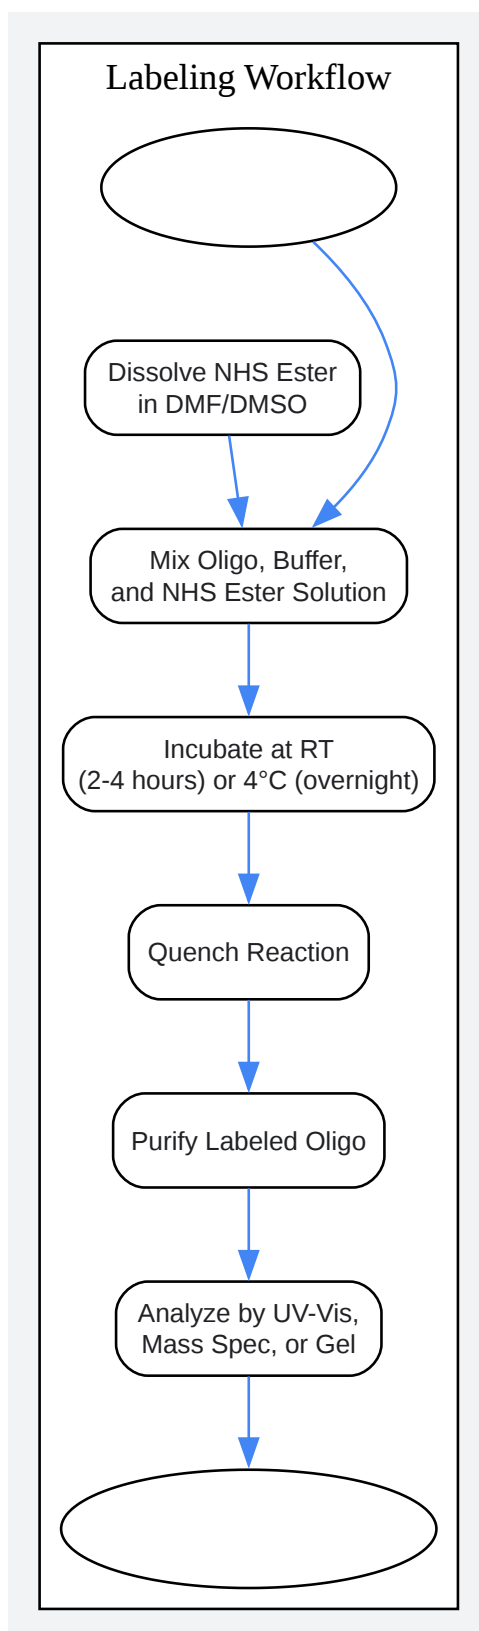 Labeling Workflow
Dissolve NHS Ester
in DMF/DMSO
Mix Oligo, Buffer,
and NHS Ester Solution
Incubate at RT
(2-4 hours) or 4°C (overnight)
Quench Reaction
Purify Labeled Oligo
Analyze by UV-Vis,
Mass Spec, or Gel